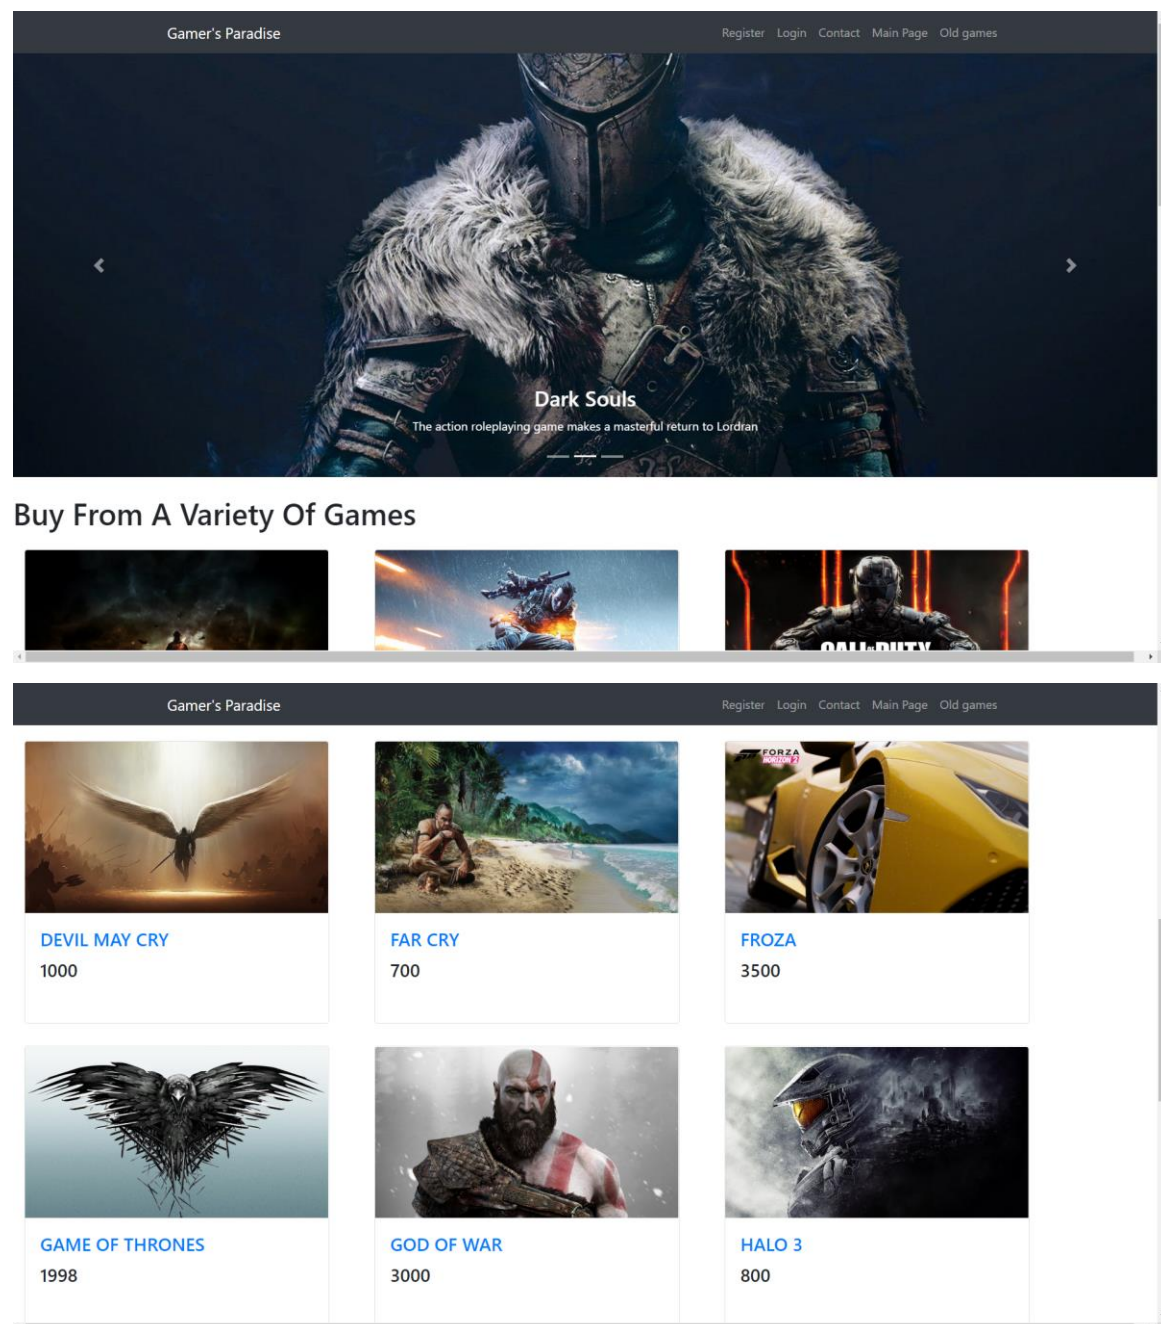 Gamer's Paradise Register Login Contact Main Page Old games
Dark Souls
The action roleplaying game makes a masterful return to Lordran
Buy From A Variety Of Games
CALL OF DUTY
Gamer's Paradise Register Login Contact Main Page Old games
FORZA
HORIZON 2
DEVIL MAY CRY FAR CRY FROZA
1000 700 3500
GAME OF THRONES GOD OF WAR HALO 3
1998 3000 800